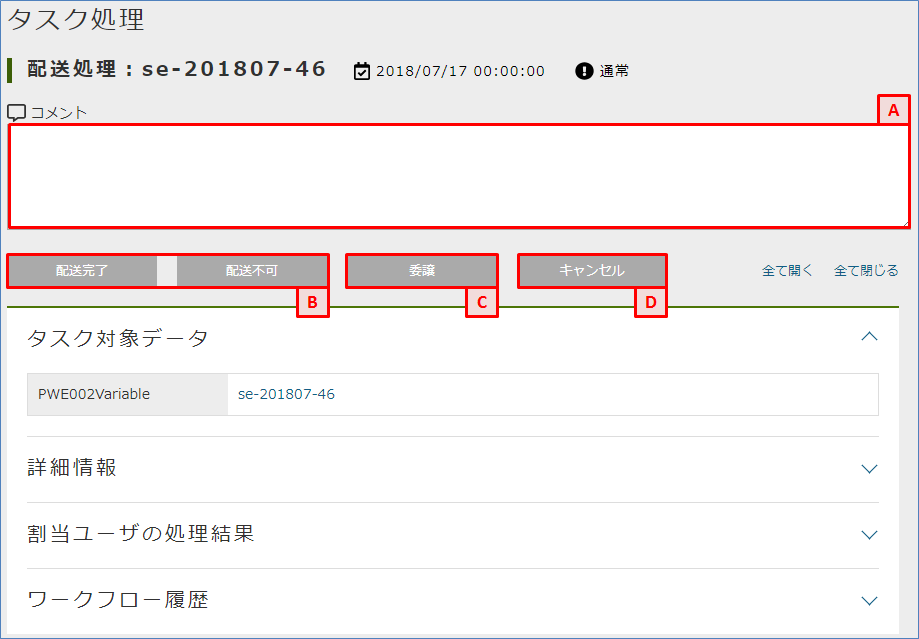 タスク処理
配送処理：se-201807-46 2018/07/17 00:00:00 通常
コメント
A
配送完了 配送不可 委譲 キャンセル 全て開く 全て閉じる
B C D
タスク対象データ
PWE002Variable se-201807-46
詳細情報
割当ユーザの処理結果
ワークフロー履歴